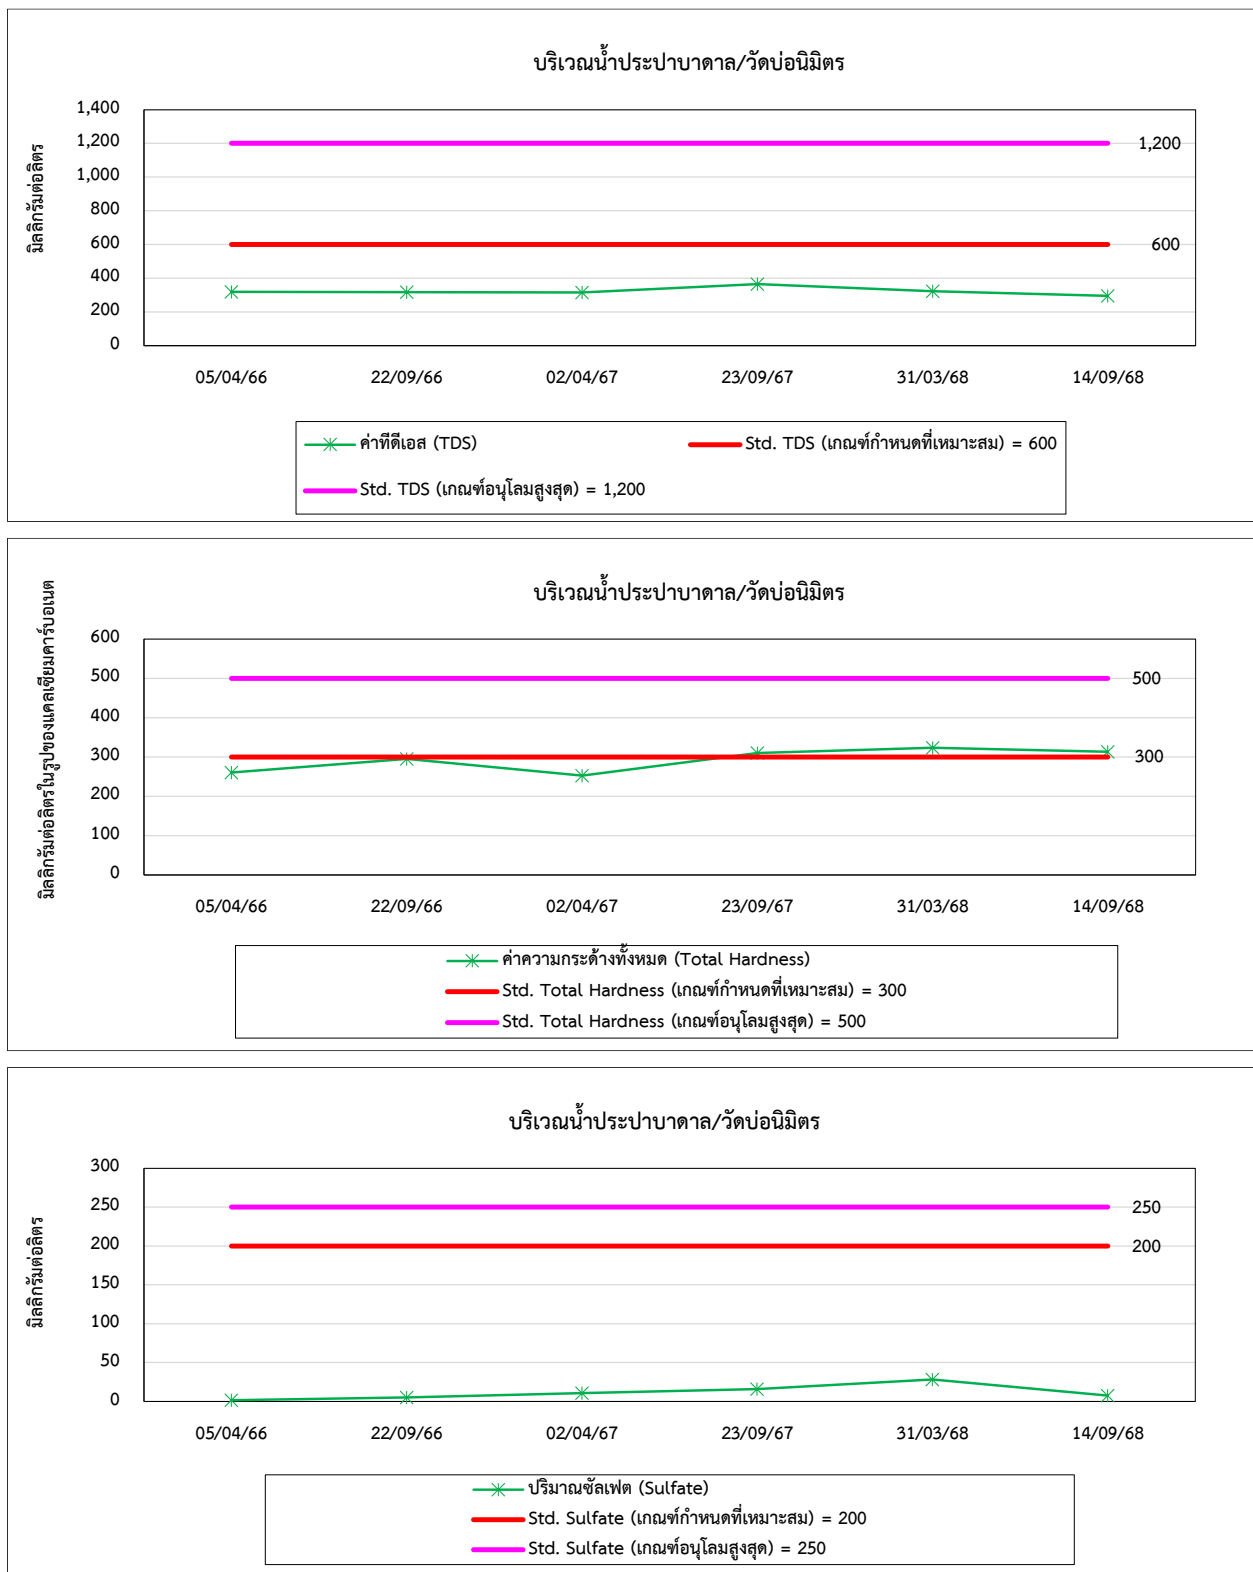 บริเวณน้ำประปาบาดาล/วัดบ่อนิมิตร
มิลลิกรัมต่อลิตร
1,400
1,200
1,000
800
600
400
200
0
1,200
600
05/04/66 22/09/66 02/04/67 23/09/67 31/03/68 14/09/68
ค่าทีดีเอส (TDS) Std. TDS (เกณฑ์กำหนดที่เหมาะสม) = 600
Std. TDS (เกณฑ์อนุโลมสูงสุด) = 1,200
บริเวณน้ำประปาบาดาล/วัดบ่อนิมิตร
มิลลิกรัมต่อลิตรในรูปของแคลเซียมคาร์บอเนต
600
500
400
300
200
100
0
500
300
05/04/66 22/09/66 02/04/67 23/09/67 31/03/68 14/09/68
ค่าความกระด้างทั้งหมด (Total Hardness)
Std. Total Hardness (เกณฑ์กำหนดที่เหมาะสม) = 300
Std. Total Hardness (เกณฑ์อนุโลมสูงสุด) = 500
บริเวณน้ำประปาบาดาล/วัดบ่อนิมิตร
มิลลิกรัมต่อลิตร
300
250
200
150
100
50
0
250
200
05/04/66 22/09/66 02/04/67 23/09/67 31/03/68 14/09/68
ปริมาณซัลเฟต (Sulfate)
Std. Sulfate (เกณฑ์กำหนดที่เหมาะสม) = 200
Std. Sulfate (เกณฑ์อนุโลมสูงสุด) = 250